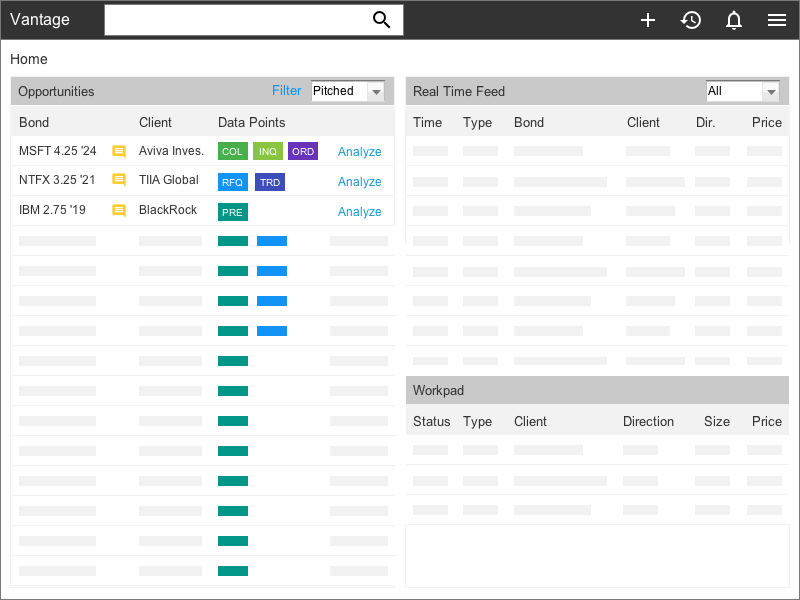 Vantage
Home
Opportunities Filter Pitched
Bond Client Data Points
MSFT 4.25 '24 Aviva Inves. COL INQ ORD Analyze
NTFX 3.25 '21 TIIA Global RFQ TRD Analyze
IBM 2.75 '19 BlackRock PRE Analyze
Real Time Feed All
Time Type Bond Client Dir. Price
Workpad
Status Type Client Direction Size Price